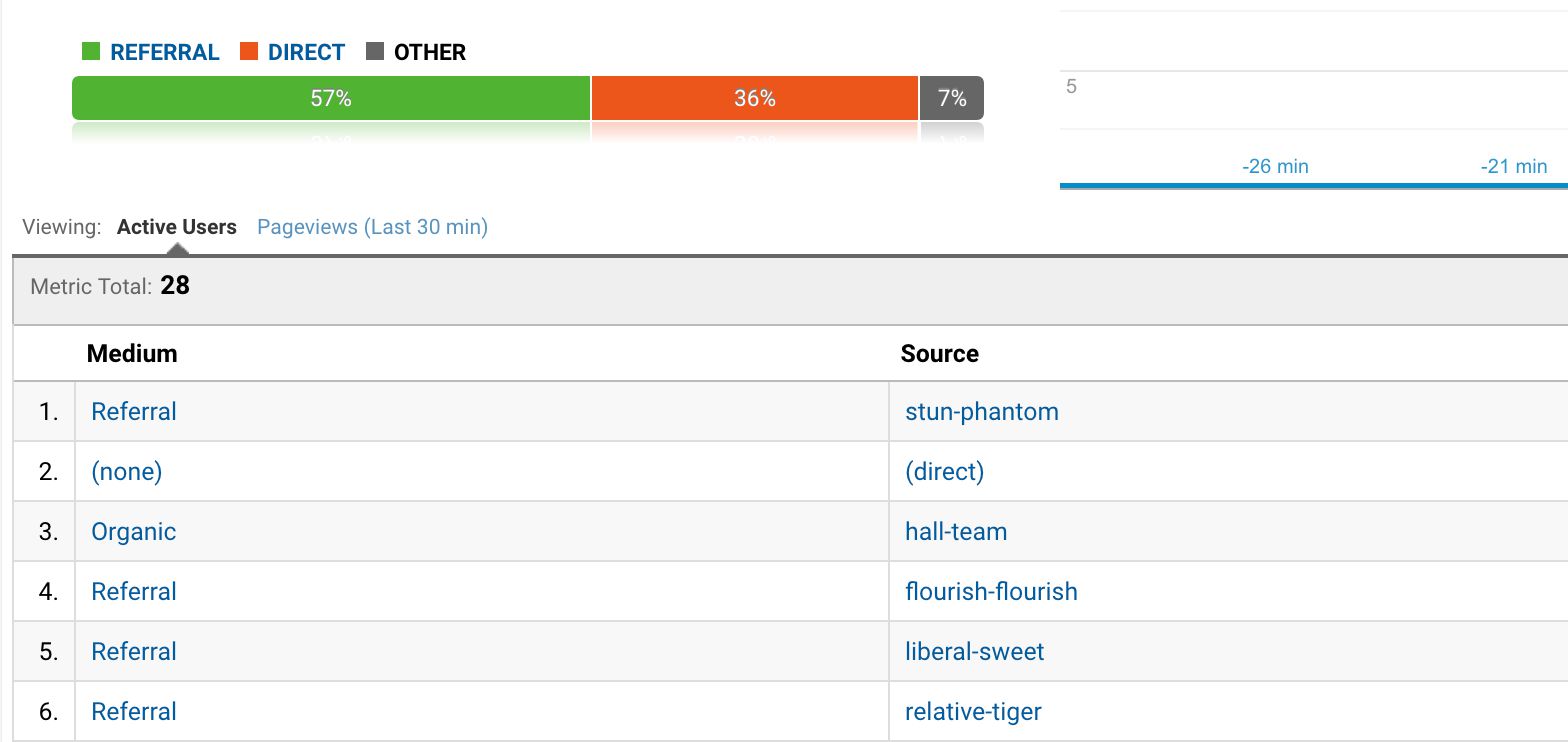 REFERRAL DIRECT OTHER
57% 36% 7%
5
-26 min -21 min
Viewing: Active Users Pageviews (Last 30 min)
Metric Total: 28
Medium Source
1. Referral stun-phantom
2. (none) (direct)
3. Organic hall-team
4. Referral flourish-flourish
5. Referral liberal-sweet
6. Referral relative-tiger